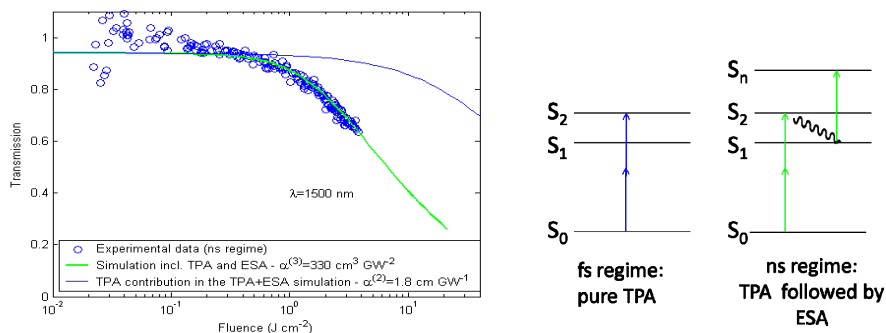 1
0.8
0.6
0.4
0.2
0
Transmission
λ=1500 nm
Experimental data (ns regime)
Simulation incl. TPA and ESA - α(3)=330 cm3 GW-2
TPA contribution in the TPA+ESA simulation - α(2)=1.8 cm GW-1
10-2 10-1 100 101
Fluence (J cm-2)
S2
S1
S0
fs regime:
pure TPA
Sn
S2
S1
S0
ns regime:
TPA followed by
ESA